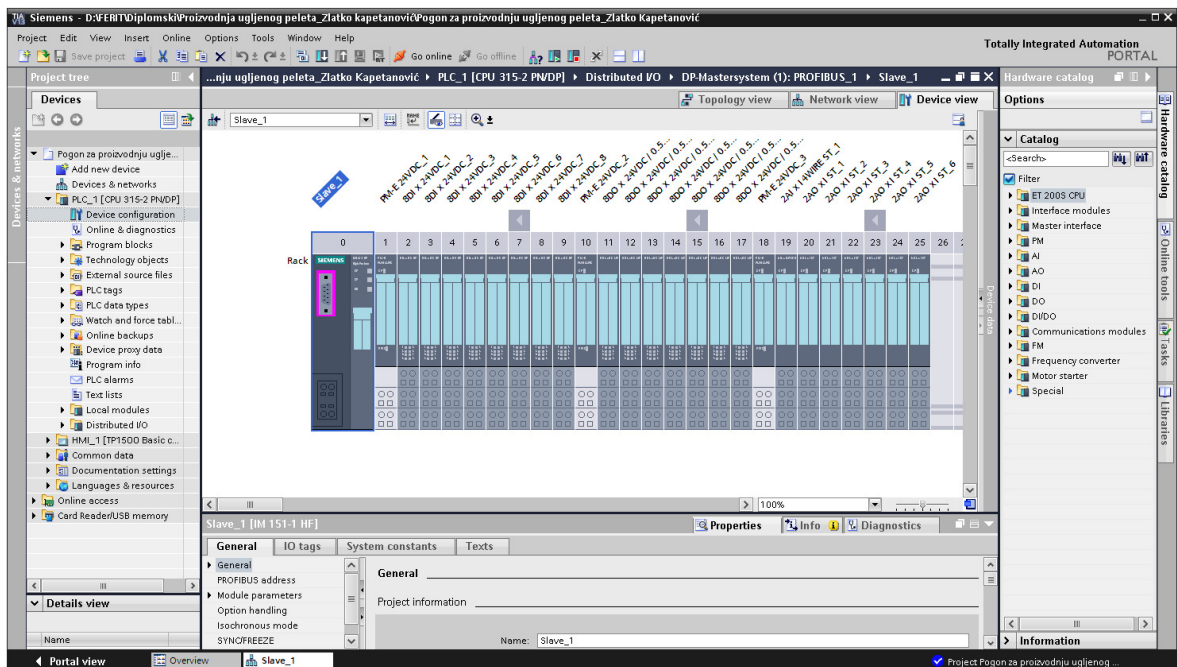 Siemens - D:\FERIT\Diplomski\Proizvodnja ugljenog peleta_Zlatko kapetanović\Pogon za proizvodnju ugljenog peleta_Zlatko Kapetanović
Project Edit View Insert Online Options Tools Window Help
Save project Go online Go offline
Totally Integrated Automation
PORTAL
Project tree
...nju ugljenog peleta_Zlatko Kapetanović PLC_1 [CPU 315-2 PN/DP] Distributed I/O DP-Mastersystem (1): PROFIBUS_1 Slave_1
Hardware catalog
Devices
Topology view Network view Device view
Options
Slave_1
Devices & networks
Pogon za proizvodnju uglje...
Add new device
Devices & networks
PLC_1 [CPU 315-2 PN/DP]
Device configuration
Online & diagnostics
Program blocks
Technology objects
External source files
PLC tags
PLC data types
Watch and force tabl...
Online backups
Device proxy data
Program info
PLC alarms
Text lists
Local modules
Distributed I/O
HMI_1 [TP1500 Basic c...
Common data
Documentation settings
Languages & resources
Online access
Card Reader/USB memory
Details view
Name
Slave_1
PM-E 24VDC_1
8DI X 24VDC_1
8DI X 24VDC_2
8DI X 24VDC_3
8DI X 24VDC_4
8DI X 24VDC_5
8DI X 24VDC_6
8DI X 24VDC_7
8DI X 24VDC_8
PM-E 24VDC_2
8DO X 24VDC / 0.5...
8DO X 24VDC / 0.5...
8DO X 24VDC / 0.5...
8DO X 24VDC / 0.5...
8DO X 24VDC / 0.5...
8DO X 24VDC / 0.5...
8DO X 24VDC / 0.5...
PM-E 24VDC_3
2AI X I 4WIRE ST_1
2AO X I ST_1
2AO X I ST_2
2AO X I ST_3
2AO X I ST_4
2AO X I ST_5
2AO X I ST_6
0 1 2 3 4 5 6 7 8 9 10 11 12 13 14 15 16 17 18 19 20 21 22 23 24 25 26
Rack
SIEMENS
Device data
100%
Slave_1 [IM 151-1 HF]
Properties Info Diagnostics
General IO tags System constants Texts
General
PROFIBUS address
Module parameters
Option handling
Isochronous mode
SYNC/FREEZE
General
Project information
Name: Slave_1
Catalog
<Search>
Filter
ET 200S CPU
Interface modules
Master interface
PM
AI
AO
DI
DO
DI/DO
Communications modules
FM
Frequency converter
Motor starter
Special
Information
Hardware catalog
Online tools
Tasks
Libraries
Portal view Overview Slave_1
Project Pogon za proizvodnju ugljenog ...